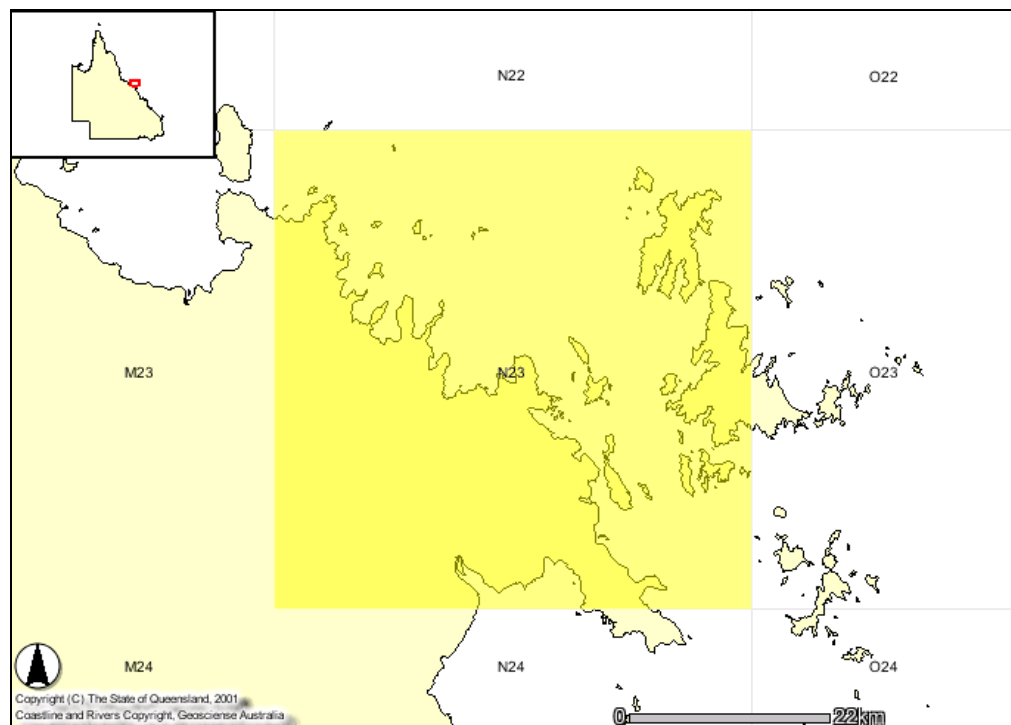 N22
O22
M23
N23
O23
M24
N24
O24
Copyright (C) The State of Queensland, 2001
Coastline and Rivers Copyright, Geosciense Australia
0 22km